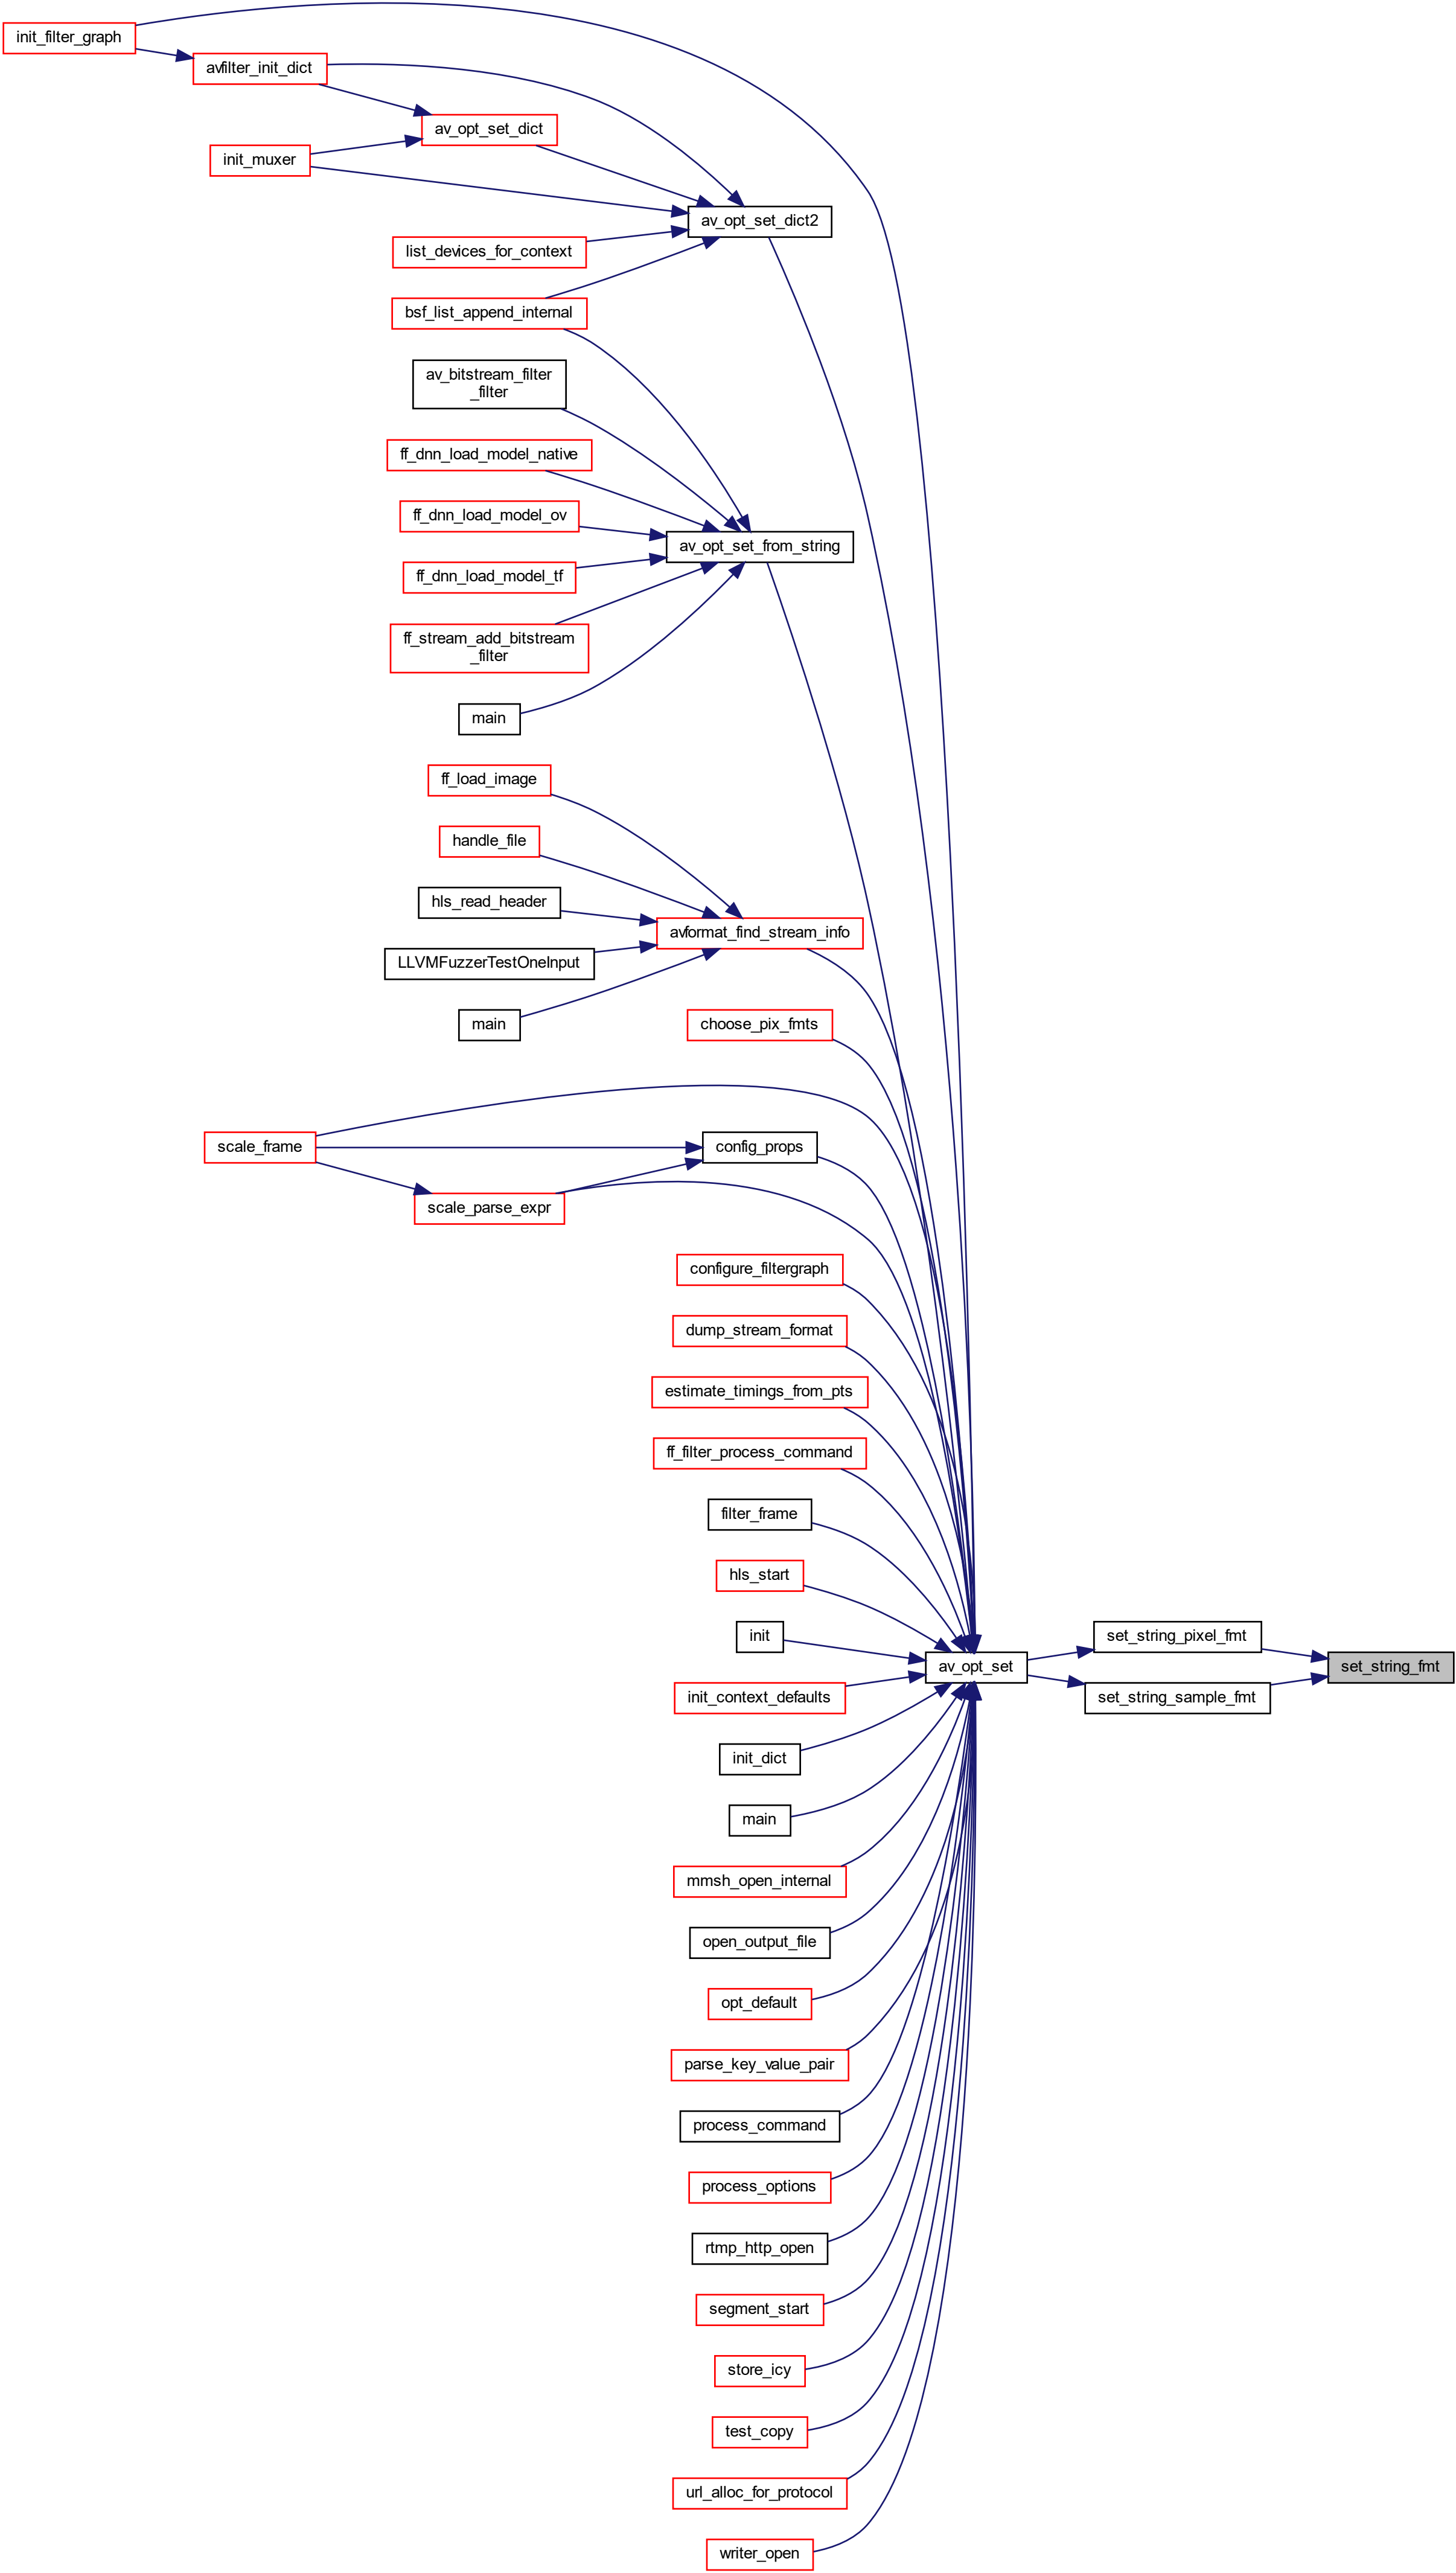 init_filter_graph
avfilter_init_dict
av_opt_set_dict
init_muxer
av_opt_set_dict2
list_devices_for_context
bsf_list_append_internal
av_bitstream_filter
_filter
ff_dnn_load_model_native
ff_dnn_load_model_ov
av_opt_set_from_string
ff_dnn_load_model_tf
ff_stream_add_bitstream
_filter
main
ff_load_image
handle_file
hls_read_header
avformat_find_stream_info
LLVMFuzzerTestOneInput
main
choose_pix_fmts
scale_frame
config_props
scale_parse_expr
configure_filtergraph
dump_stream_format
estimate_timings_from_pts
ff_filter_process_command
filter_frame
hls_start
init
set_string_pixel_fmt
av_opt_set
set_string_fmt
init_context_defaults
set_string_sample_fmt
init_dict
main
mmsh_open_internal
open_output_file
opt_default
parse_key_value_pair
process_command
process_options
rtmp_http_open
segment_start
store_icy
test_copy
url_alloc_for_protocol
writer_open